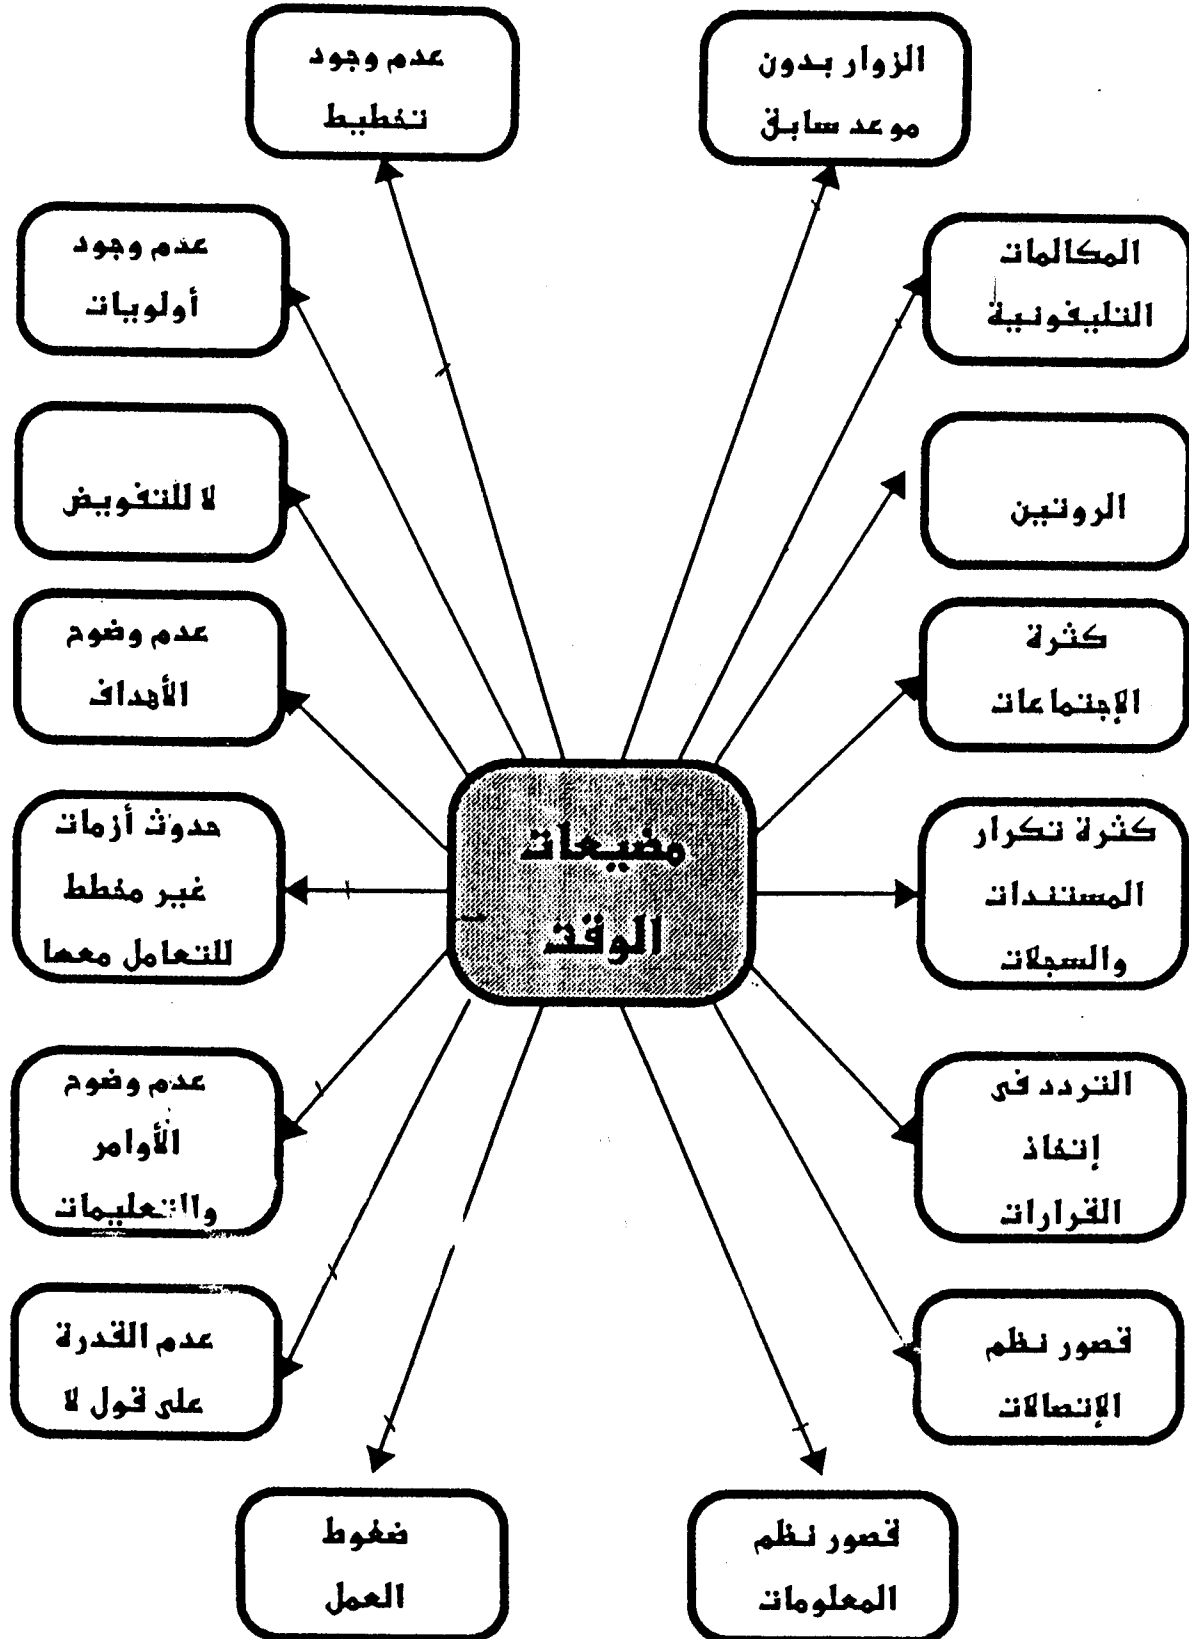 الزوار بدون
موعد سابق
عدم وجود
تخطيط
المكالمات
التليفونية
عدم وجود
أولويات
الروتين
لا للتفويض
كثرة
الإجتماعات
عدم وضوح
الأهداف
كثرة تكرار
المستندات
والسجلات
مضيعات
الوقت
حدوث أزمات
غير مخطط
للتعامل معها
التردد فى
إتخاذ
القرارات
عدم وضوح
الأوامر
والتعليمات
قصور نظم
الإتصالات
عدم القدرة
على قول لا
قصور نظم
المعلومات
ضغوط
العمل